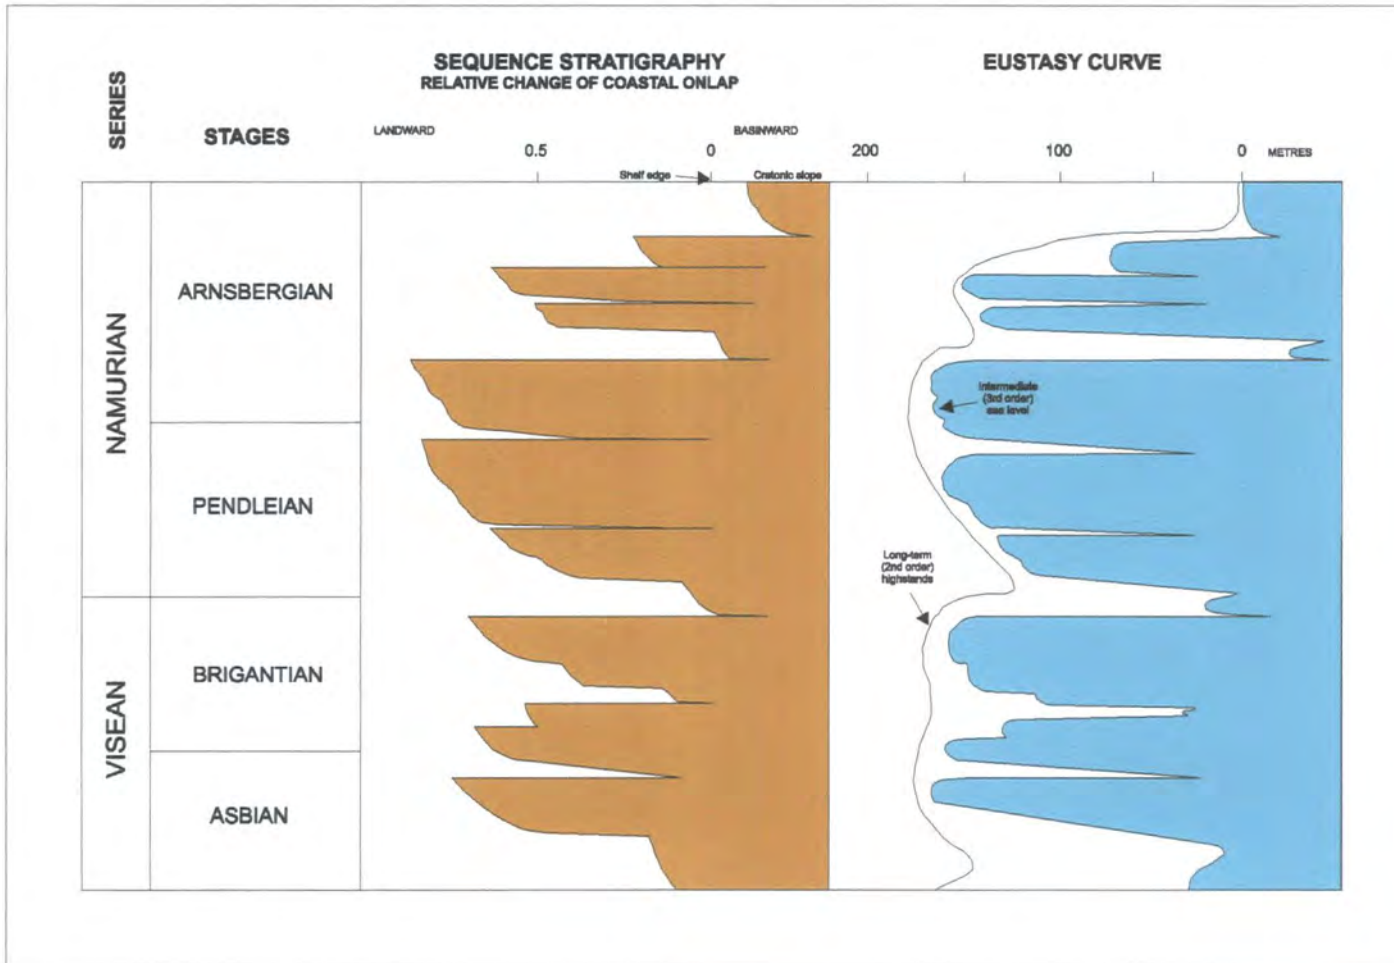 SEQUENCE STRATIGRAPHY
RELATIVE CHANGE OF COASTAL ONLAP
EUSTASY CURVE
SERIES
STAGES
LANDWARD
BASINWARD
0.5
0
200
100
0
METRES
Shelf edge
Cratonic slope
NAMURIAN
ARNSBERGIAN
Intermediate
(3rd order)
sea level
PENDLEIAN
Long-term
(2nd order)
highstands
VISEAN
BRIGANTIAN
ASBIAN